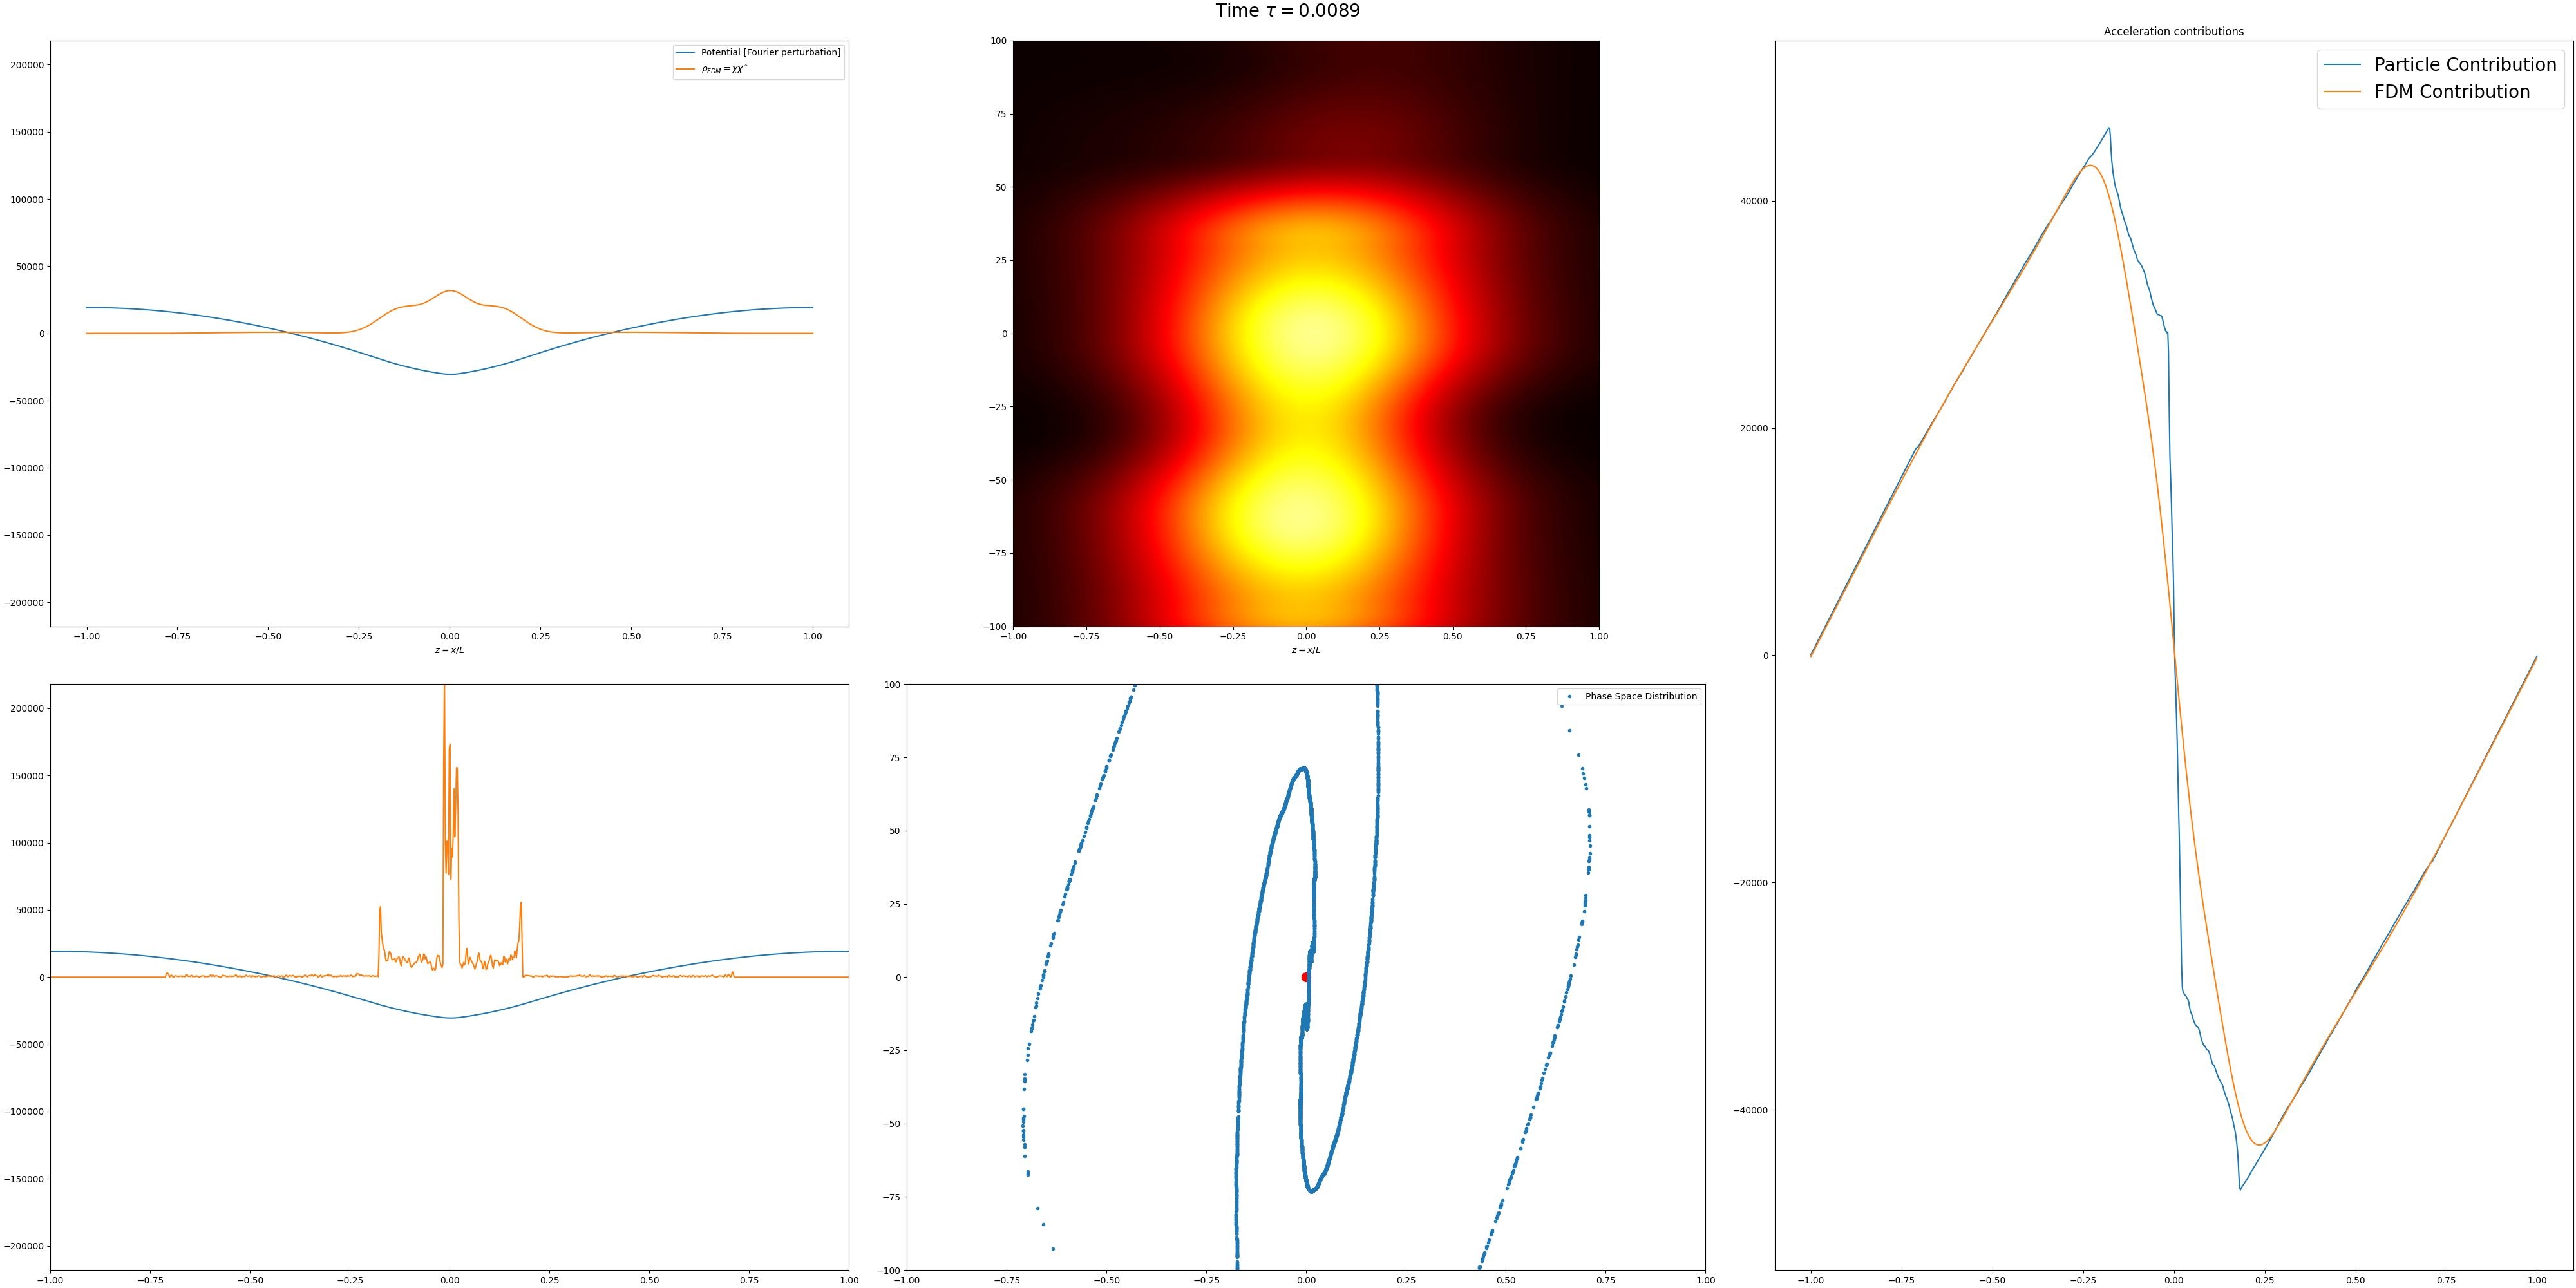 Time τ = 0.0089
200000
150000
100000
50000
0
−50000
−100000
−150000
−200000
−1.00 −0.75 −0.50 −0.25 0.00 0.25 0.50 0.75 1.00
z = x/L
Potential [Fourier perturbation]
ρFDM = χχ*
100
75
50
25
0
−25
−50
−75
−100
−1.00 −0.75 −0.50 −0.25 0.00 0.25 0.50 0.75 1.00
z = x/L
Acceleration contributions
Particle Contribution
FDM Contribution
40000
20000
0
−20000
−40000
−1.00 −0.75 −0.50 −0.25 0.00 0.25 0.50 0.75 1.00
200000
150000
100000
50000
0
−50000
−100000
−150000
−200000
−1.00 −0.75 −0.50 −0.25 0.00 0.25 0.50 0.75 1.00
Phase Space Distribution
100
75
50
25
0
−25
−50
−75
−100
−1.00 −0.75 −0.50 −0.25 0.00 0.25 0.50 0.75 1.00